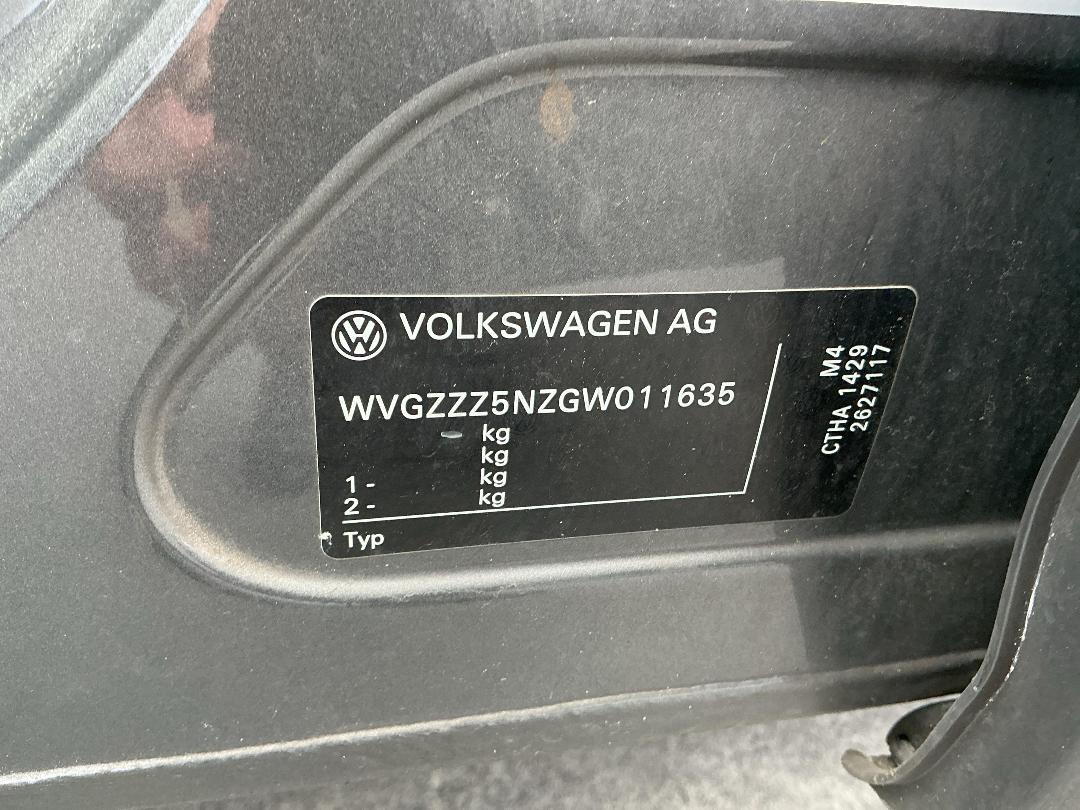 VOLKSWAGEN AG
WVGZZZ5NZGW011635
- kg
kg
1 - kg
2 - kg
Typ
M4
CTHA 1429
2627117